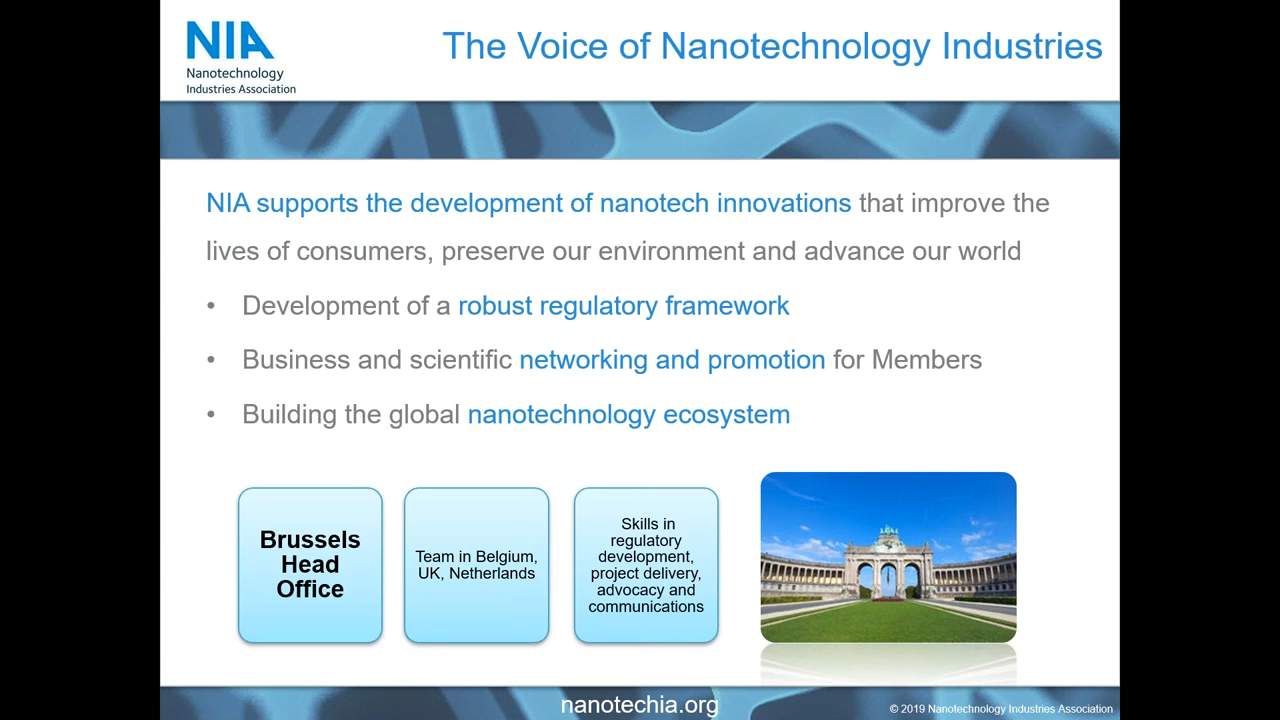 NIA
Nanotechnology
Industries Association
The Voice of Nanotechnology Industries
NIA supports the development of nanotech innovations that improve the
lives of consumers, preserve our environment and advance our world
• Development of a robust regulatory framework
• Business and scientific networking and promotion for Members
• Building the global nanotechnology ecosystem
Brussels
Head
Office
Team in Belgium,
UK, Netherlands
Skills in
regulatory
development,
project delivery,
advocacy and
communications
nanotechia.org
© 2019 Nanotechnology Industries Association